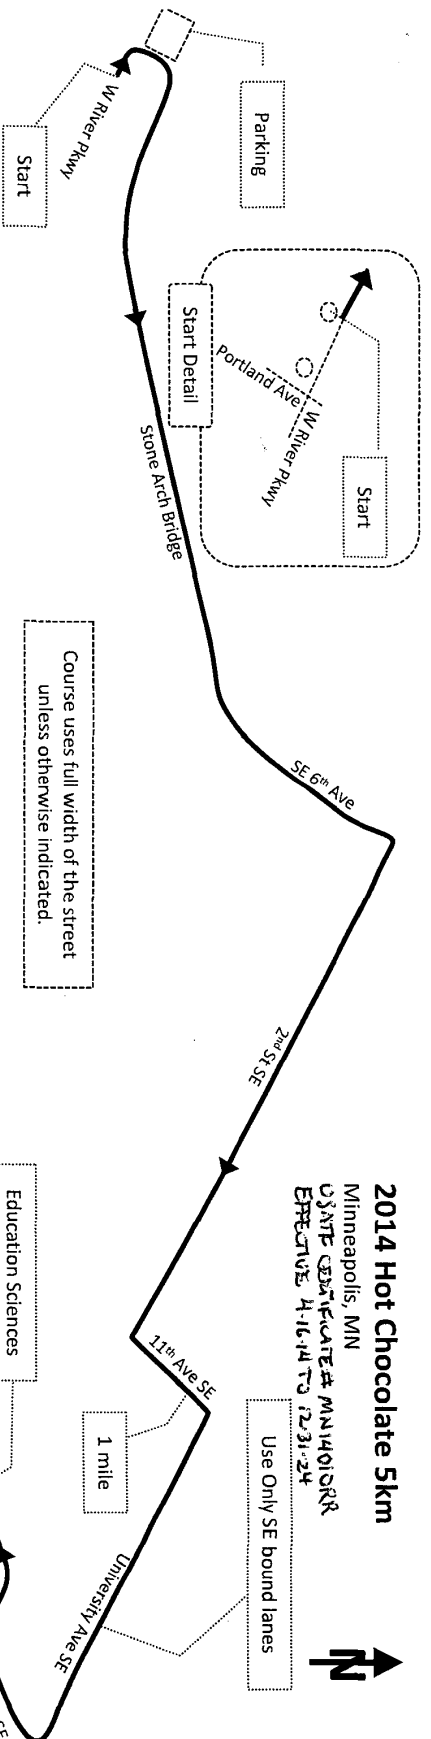 2014 Hot Chocolate 5km
Minneapolis, MN
USATF CERTIFICATE# MN14010RR
EFFECTIVE 4-16-14 TO 12-31-24
N
Parking
W River Pkwy
Start
Start
Portland Ave
W River Pkwy
Start Detail
Stone Arch Bridge
SE 6th Ave
Course uses full width of the street
unless otherwise indicated.
2nd St SE
11th Ave SE
1 mile
Use Only SE bound lanes
University Ave SE
Education Sciences
SE